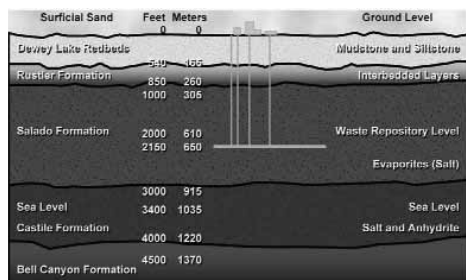 Surficial Sand Feet Meters Ground Level
0 0
Dewey Lake Redbeds Mudstone and Siltstone
540 165
Rustler Formation Interbedded Layers
850 260
1000 305
Salado Formation 2000 610 Waste Repository Level
2150 650
Evaporites (Salt)
3000 915
Sea Level 3400 1035 Sea Level
Castile Formation Salt and Anhydrite
4000 1220
Bell Canyon Formation 4500 1370